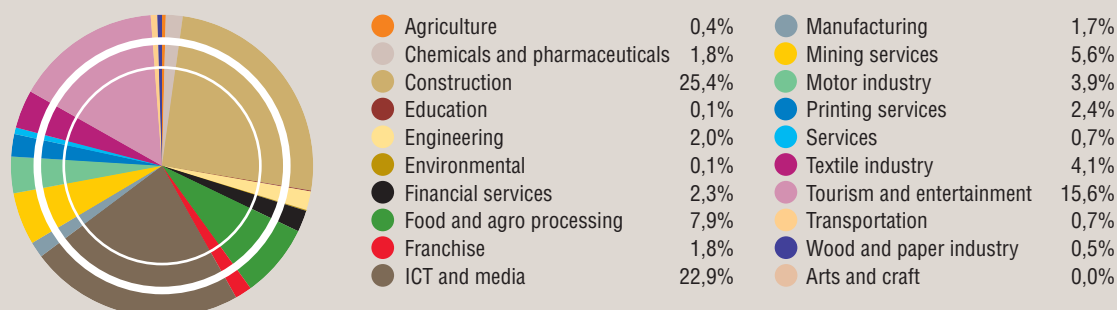 Agriculture 0,4%
Chemicals and pharmaceuticals 1,8%
Construction 25,4%
Education 0,1%
Engineering 2,0%
Environmental 0,1%
Financial services 2,3%
Food and agro processing 7,9%
Franchise 1,8%
ICT and media 22,9%
Manufacturing 1,7%
Mining services 5,6%
Motor industry 3,9%
Printing services 2,4%
Services 0,7%
Textile industry 4,1%
Tourism and entertainment 15,6%
Transportation 0,7%
Wood and paper industry 0,5%
Arts and craft 0,0%